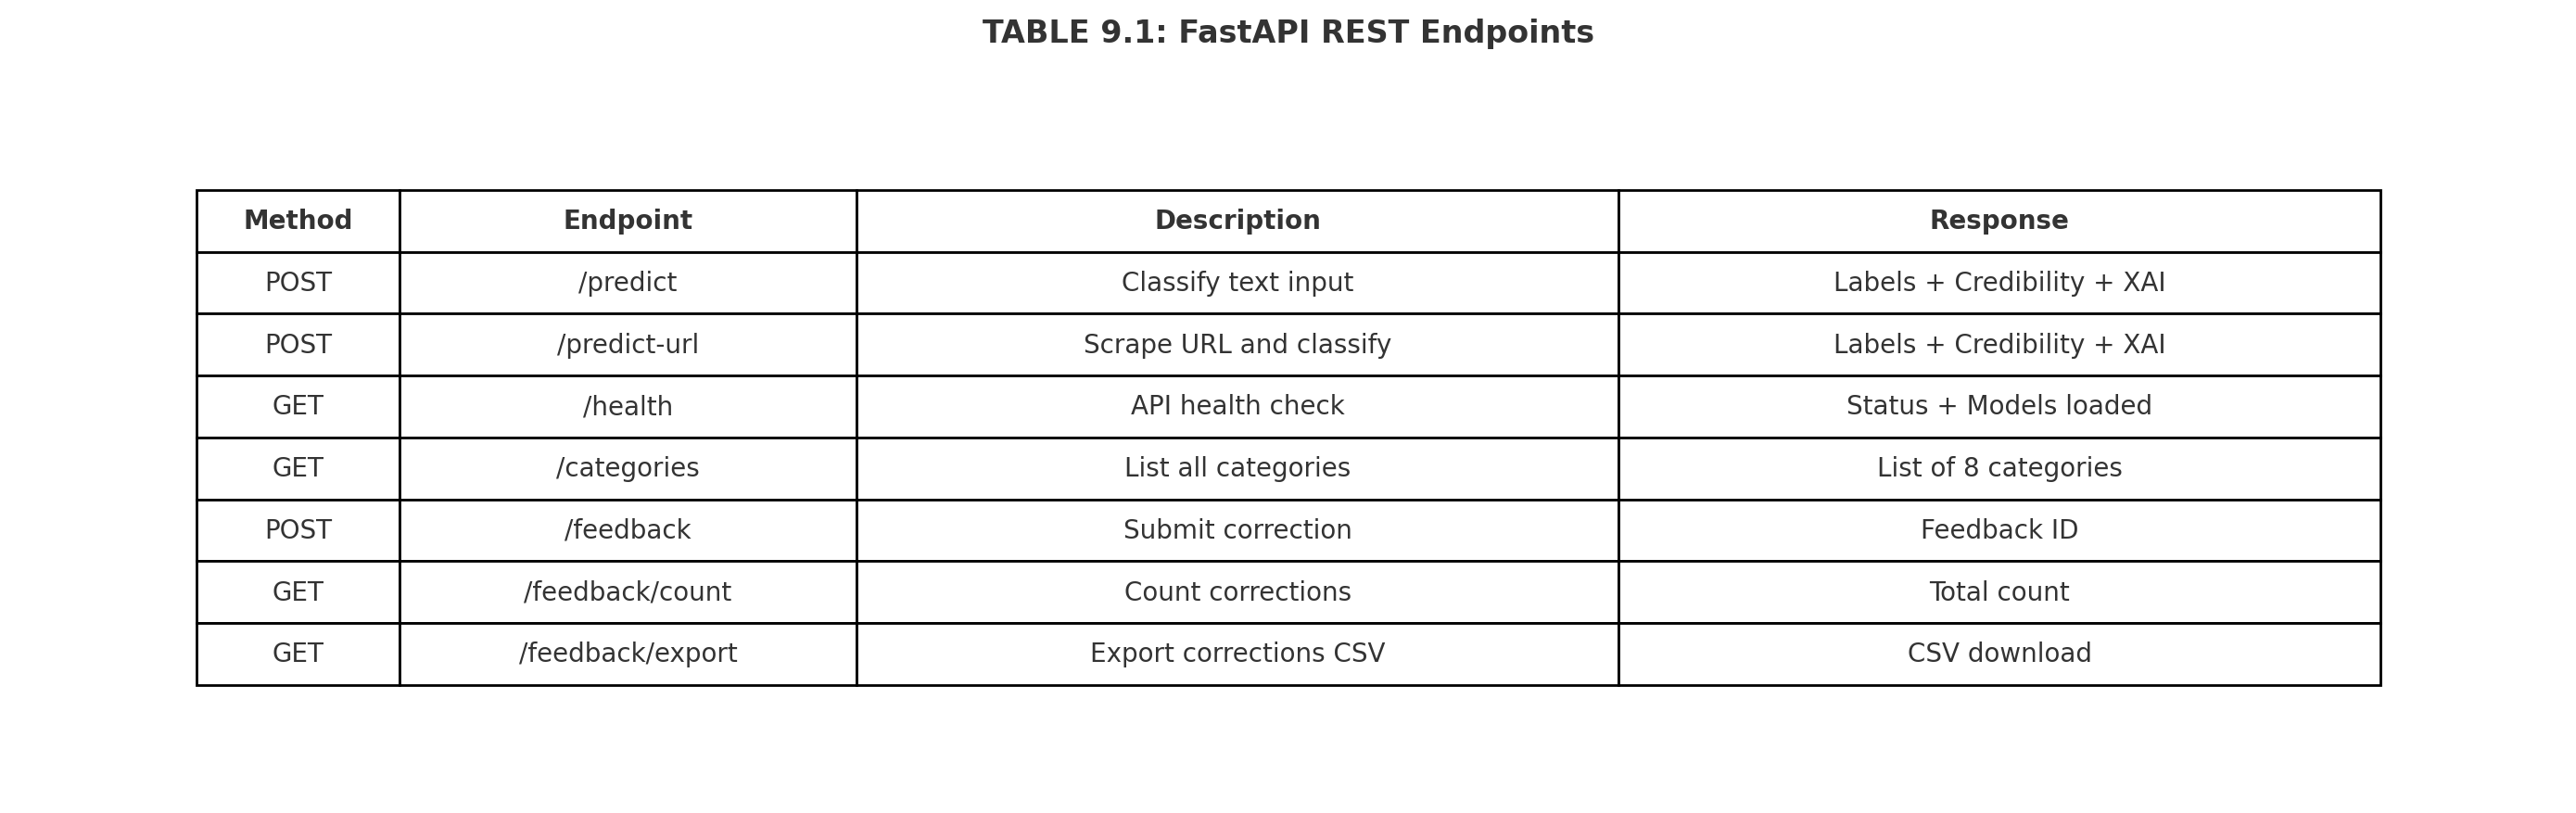 TABLE 9.1: FastAPI REST Endpoints
Method Endpoint Description Response
POST /predict Classify text input Labels + Credibility + XAI
POST /predict-url Scrape URL and classify Labels + Credibility + XAI
GET /health API health check Status + Models loaded
GET /categories List all categories List of 8 categories
POST /feedback Submit correction Feedback ID
GET /feedback/count Count corrections Total count
GET /feedback/export Export corrections CSV CSV download